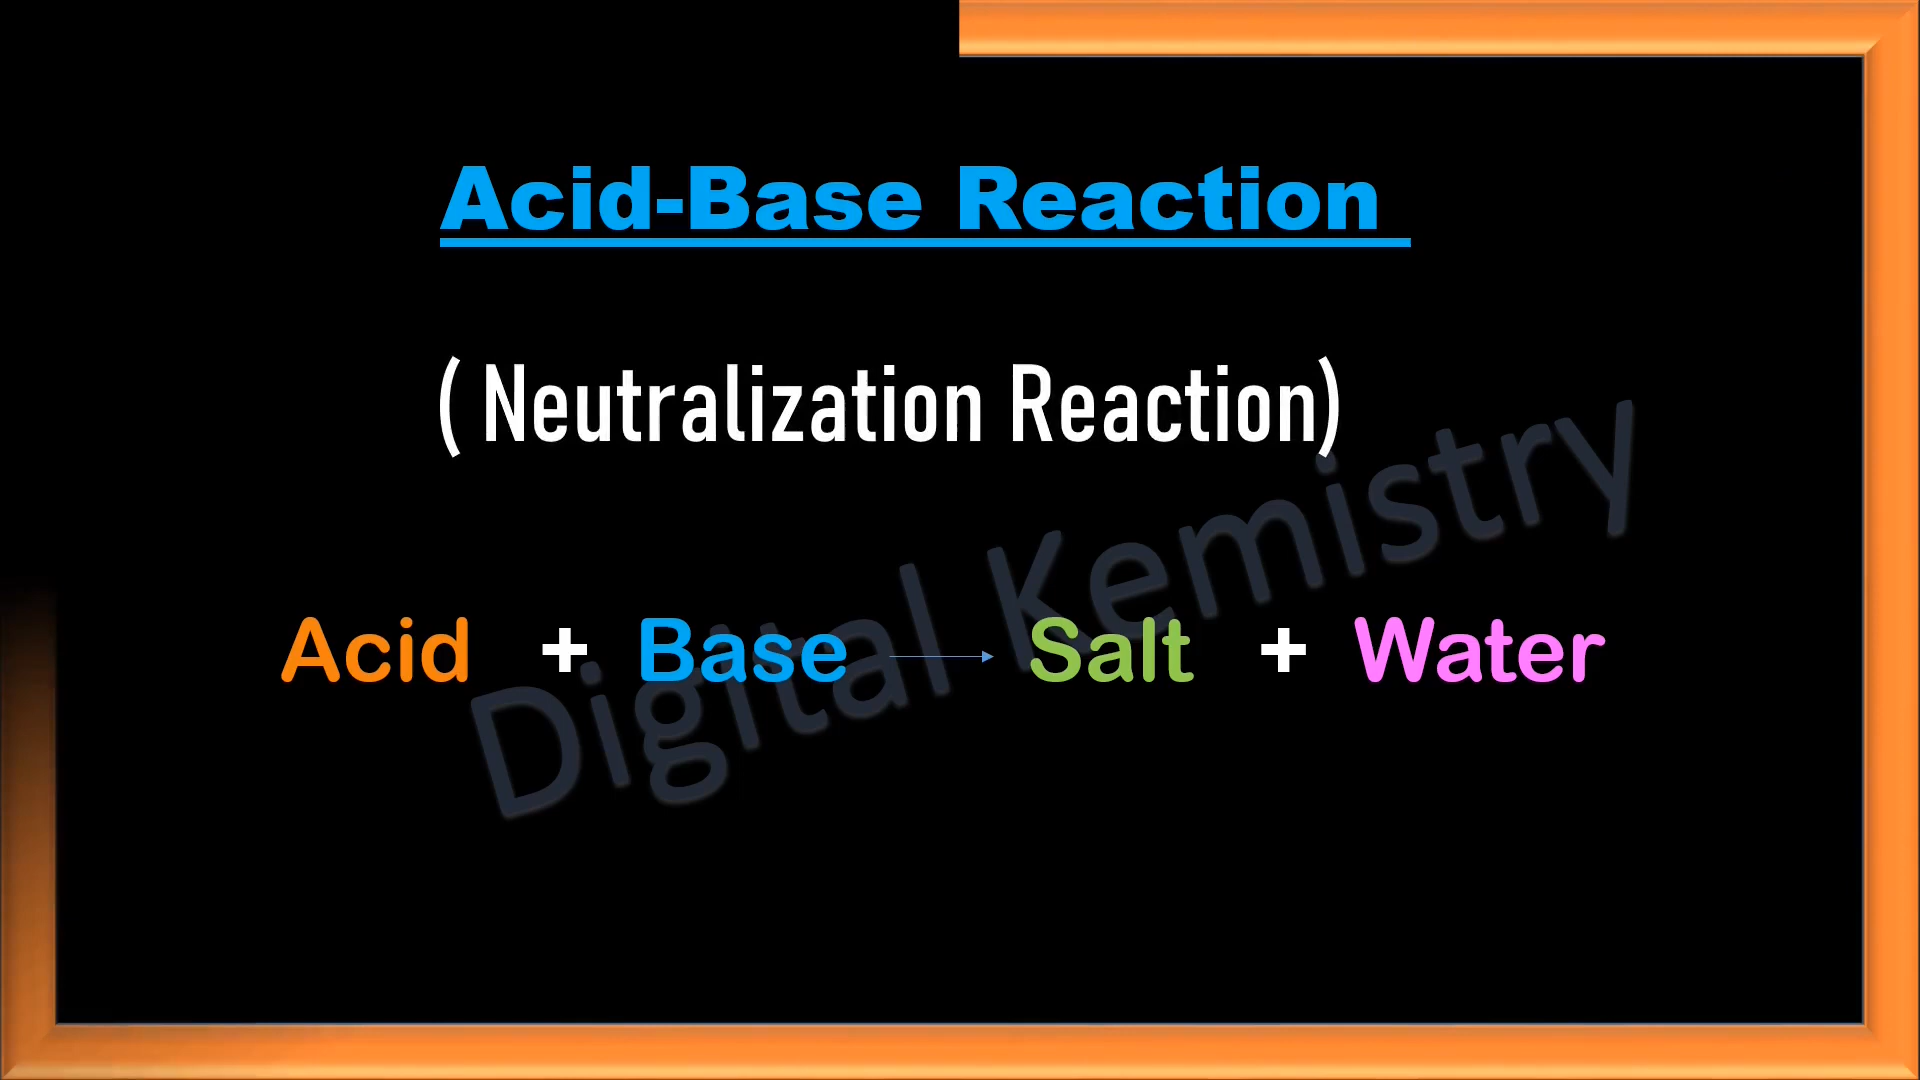 Acid-Base Reaction
( Neutralization Reaction)
Acid + Base → Salt + Water
Digital Kemistry